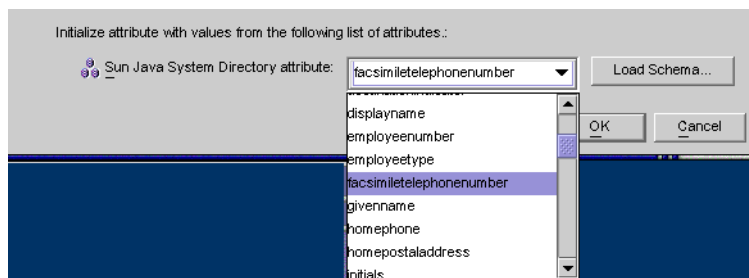 Initialize attribute with values from the following list of attributes.:
Sun Java System Directory attribute: facsimiletelephonenumber Load Schema...
displayname
employeenumber
employeetype
facsimiletelephonenumber
givenname
homephone
homepostaladdress
initials
OK Cancel